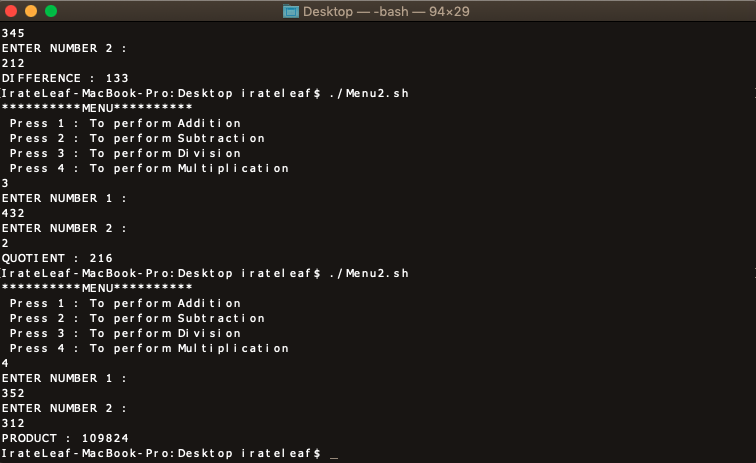 Desktop — -bash — 94×29
345
ENTER NUMBER 2 :
212
DIFFERENCE : 133
[IrateLeaf-MacBook-Pro:Desktop irateleaf$ ./Menu2.sh ]
**********MENU**********
Press 1 : To perform Addition
Press 2 : To perform Subtraction
Press 3 : To perform Division
Press 4 : To perform Multiplication
3
ENTER NUMBER 1 :
432
ENTER NUMBER 2 :
2
QUOTIENT : 216
[IrateLeaf-MacBook-Pro:Desktop irateleaf$ ./Menu2.sh ]
**********MENU**********
Press 1 : To perform Addition
Press 2 : To perform Subtraction
Press 3 : To perform Division
Press 4 : To perform Multiplication
4
ENTER NUMBER 1 :
352
ENTER NUMBER 2 :
312
PRODUCT : 109824
IrateLeaf-MacBook-Pro:Desktop irateleaf$ _